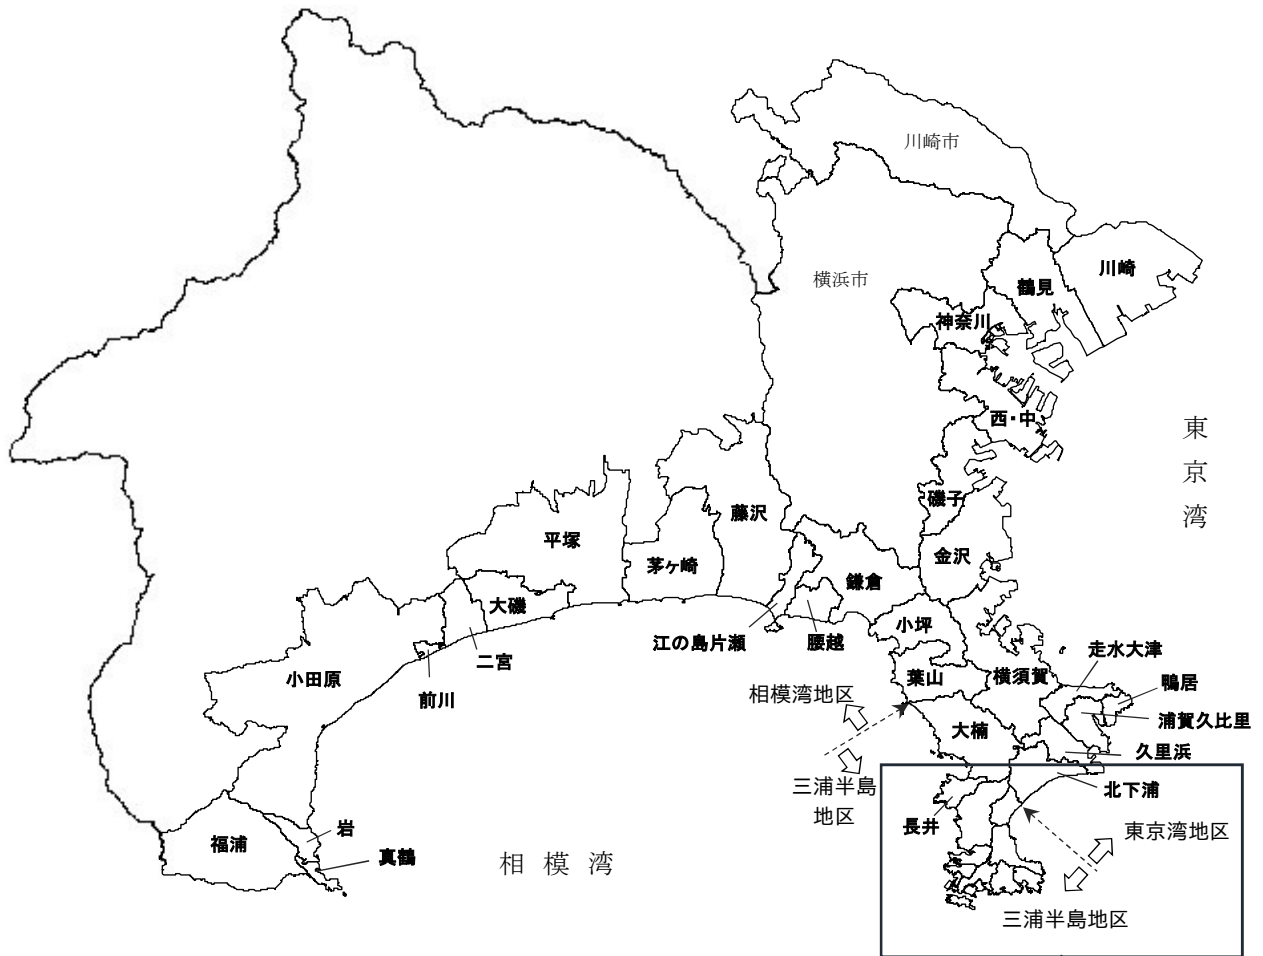 川崎市
横浜市
川崎
鶴見
神奈川
西・中
東京湾
磯子
藤沢
平塚
茅ヶ崎
金沢
鎌倉
大磯
小坪
江の島片瀬
腰越
二宮
走水大津
小田原
前川
葉山
横須賀
鴨居
相模湾地区
浦賀久比里
大楠
久里浜
三浦半島
地区
北下浦
長井
岩
東京湾地区
福浦
真鶴
相模湾
三浦半島地区